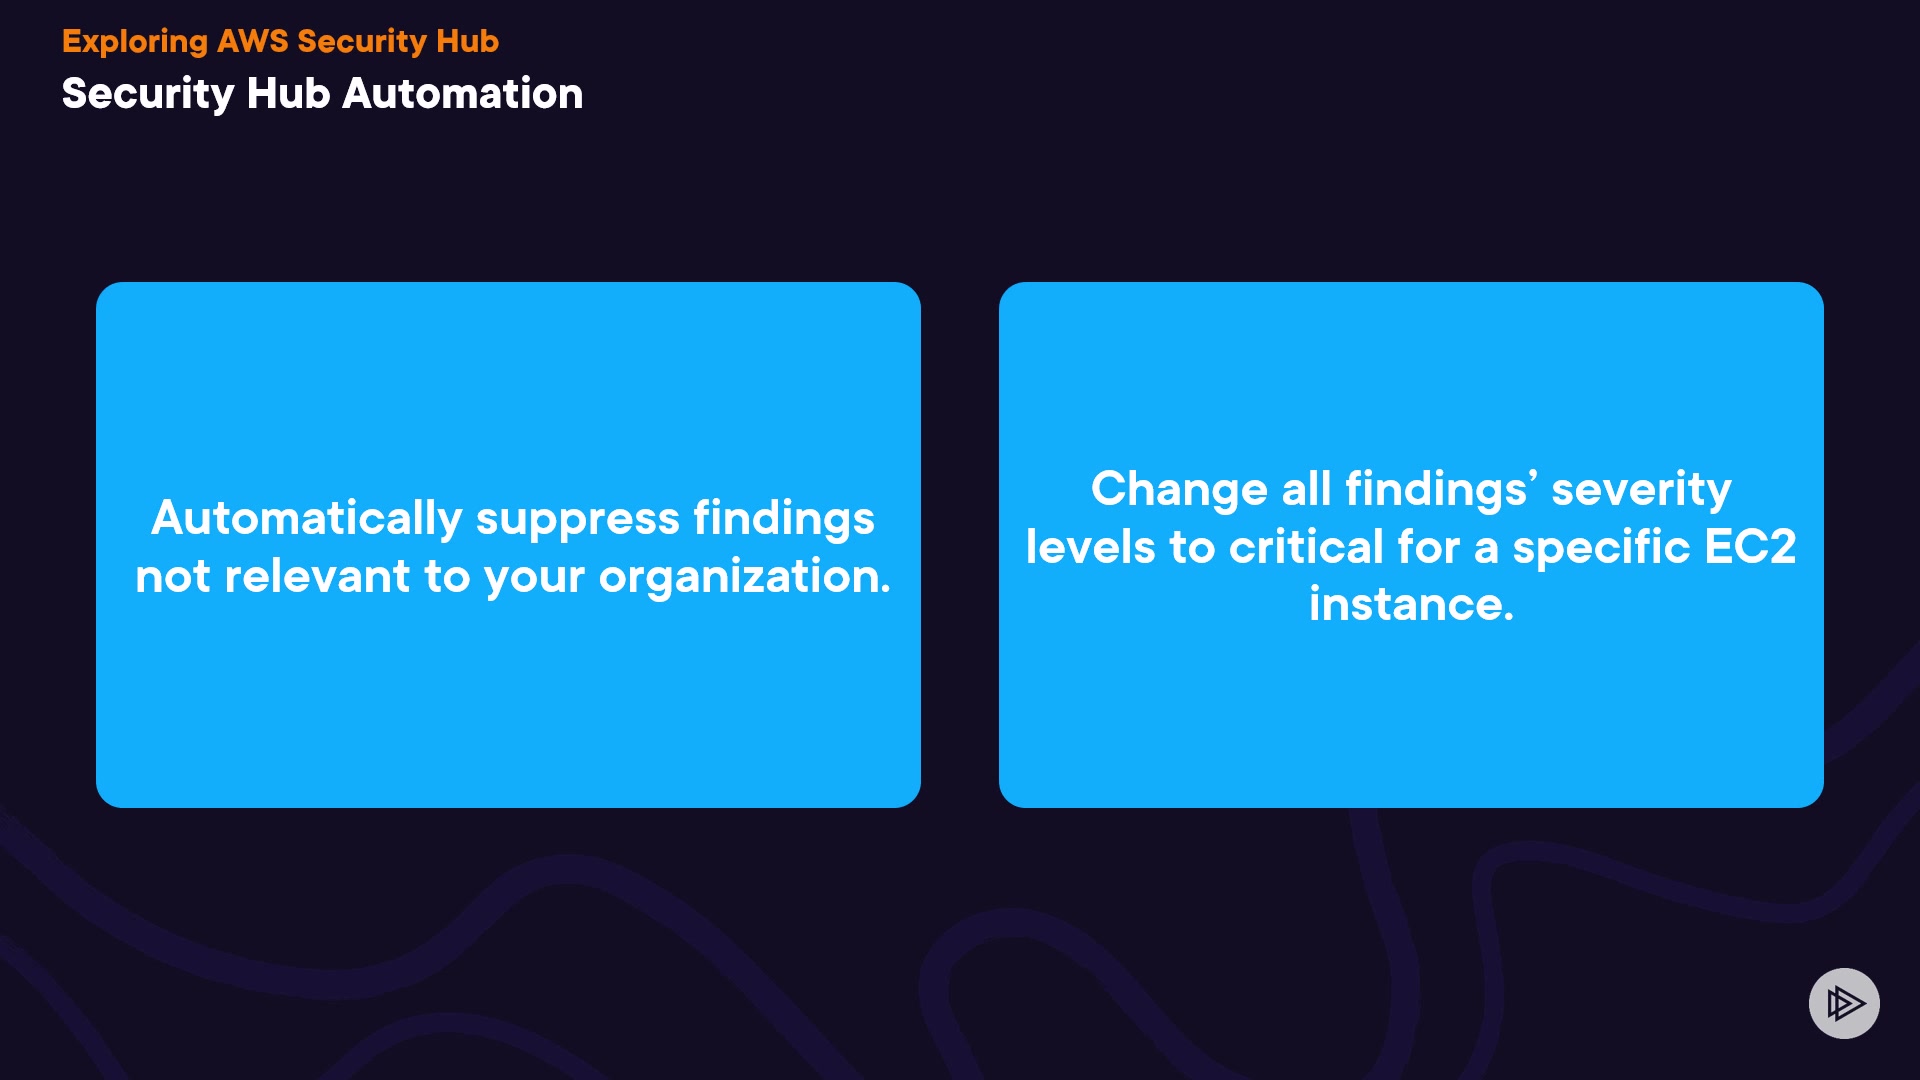 Exploring AWS Security Hub
Security Hub Automation
Automatically suppress findings
not relevant to your organization.
Change all findings’ severity
levels to critical for a specific EC2
instance.